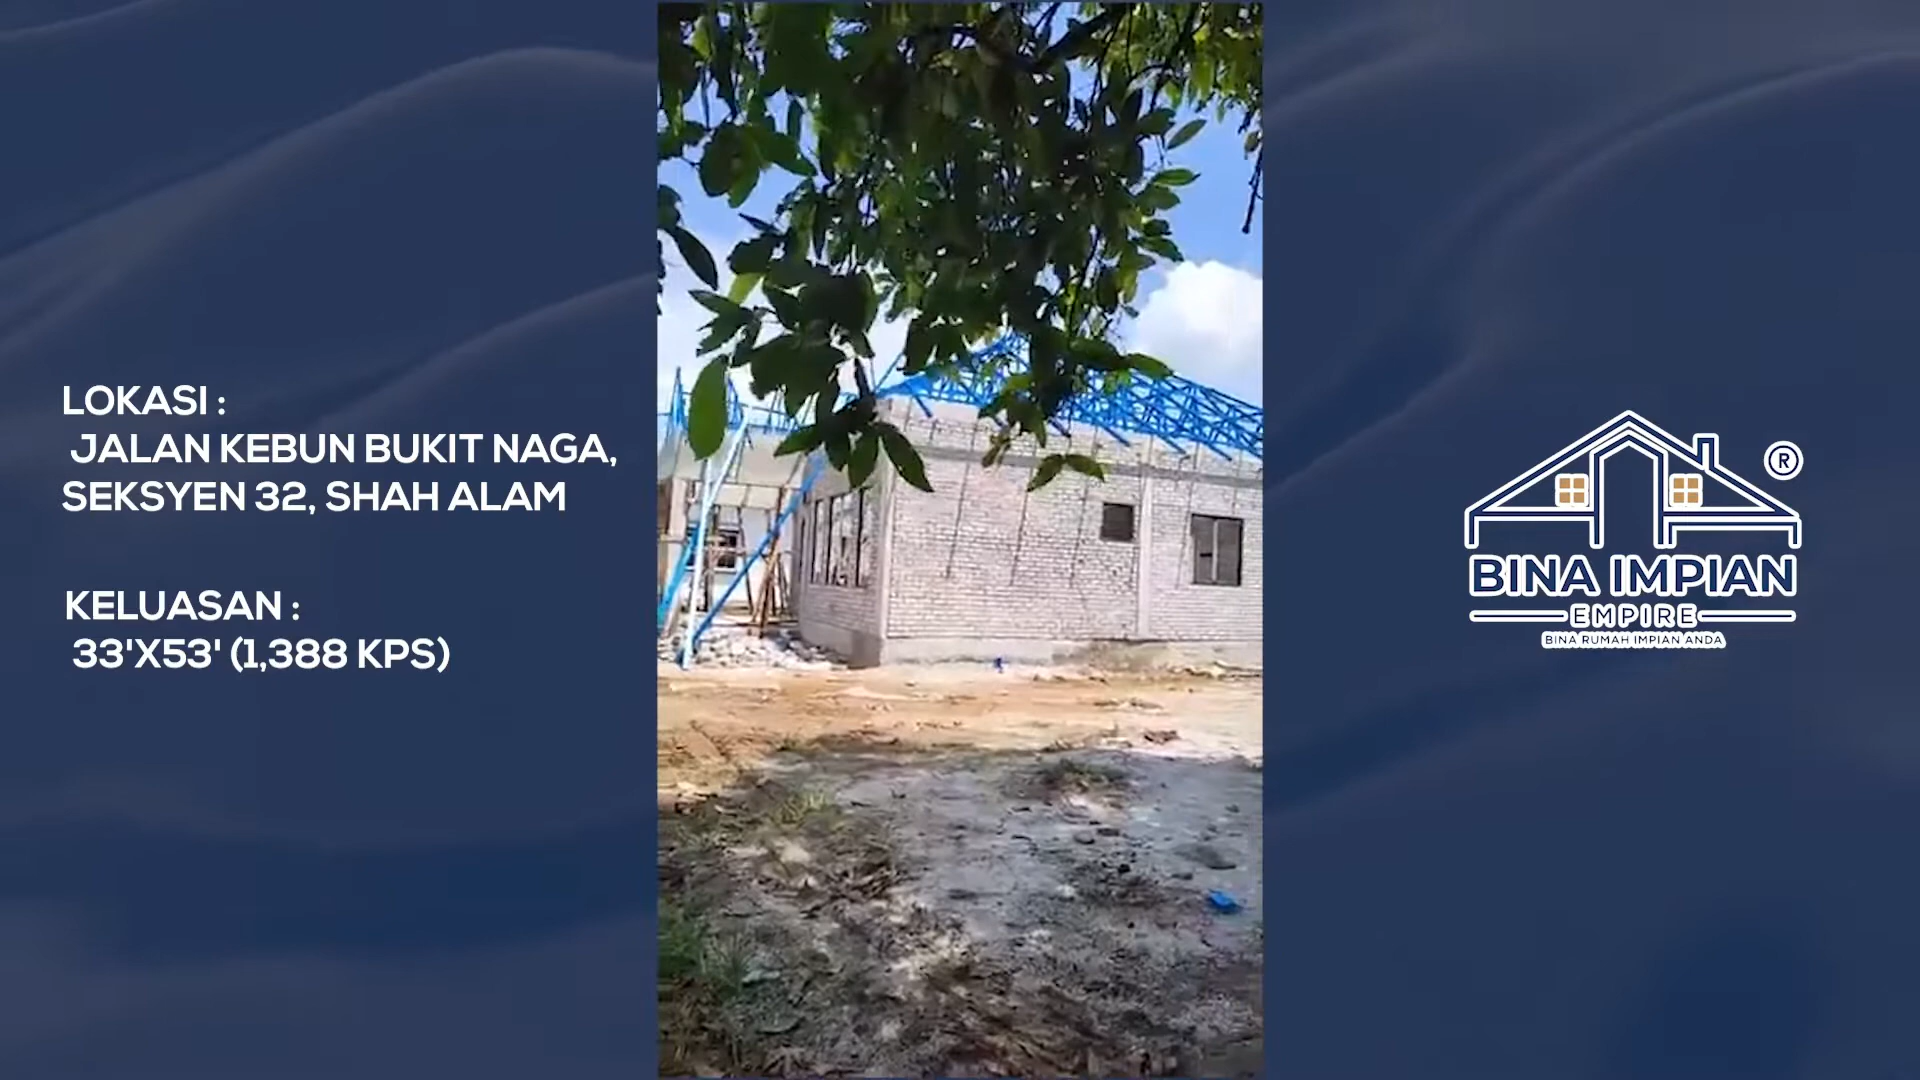 LOKASI :
JALAN KEBUN BUKIT NAGA,
SEKSYEN 32, SHAH ALAM
KELUASAN :
33'X53' (1,388 KPS)
®
BINA IMPIAN
EMPIRE
BINA RUMAH IMPIAN ANDA